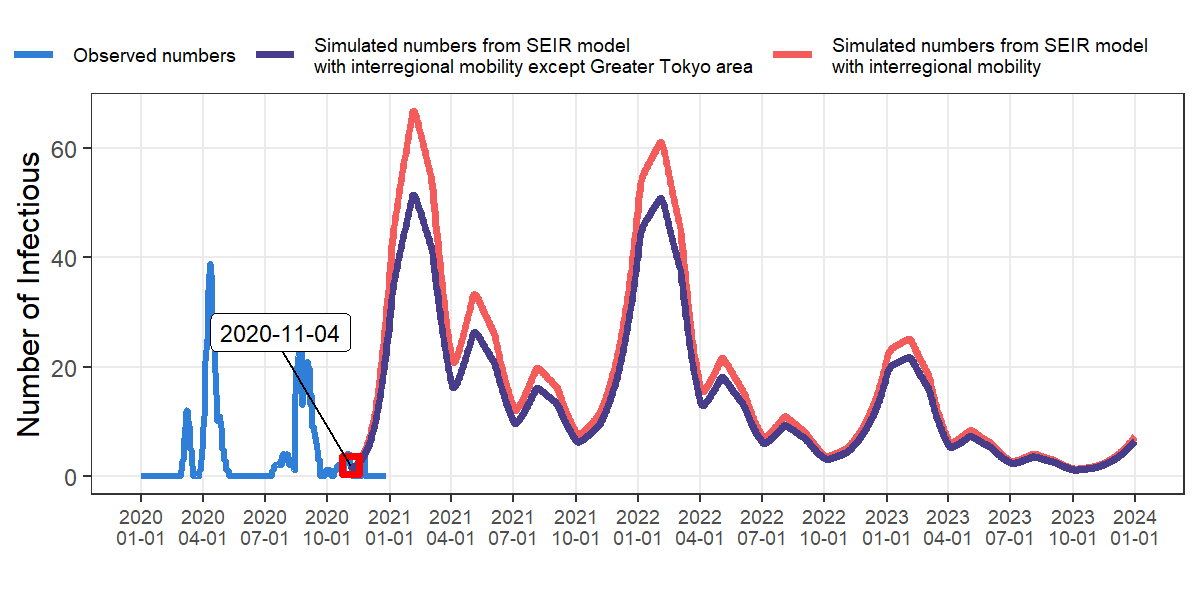 Observed numbers
Simulated numbers from SEIR model
with interregional mobility except Greater Tokyo area
Simulated numbers from SEIR model
with interregional mobility
Number of Infectious
60
40
20
0
2020-11-04
2020 2020 2020 2020 2021 2021 2021 2021 2022 2022 2022 2022 2023 2023 2023 2023 2024
01-01 04-01 07-01 10-01 01-01 04-01 07-01 10-01 01-01 04-01 07-01 10-01 01-01 04-01 07-01 10-01 01-01